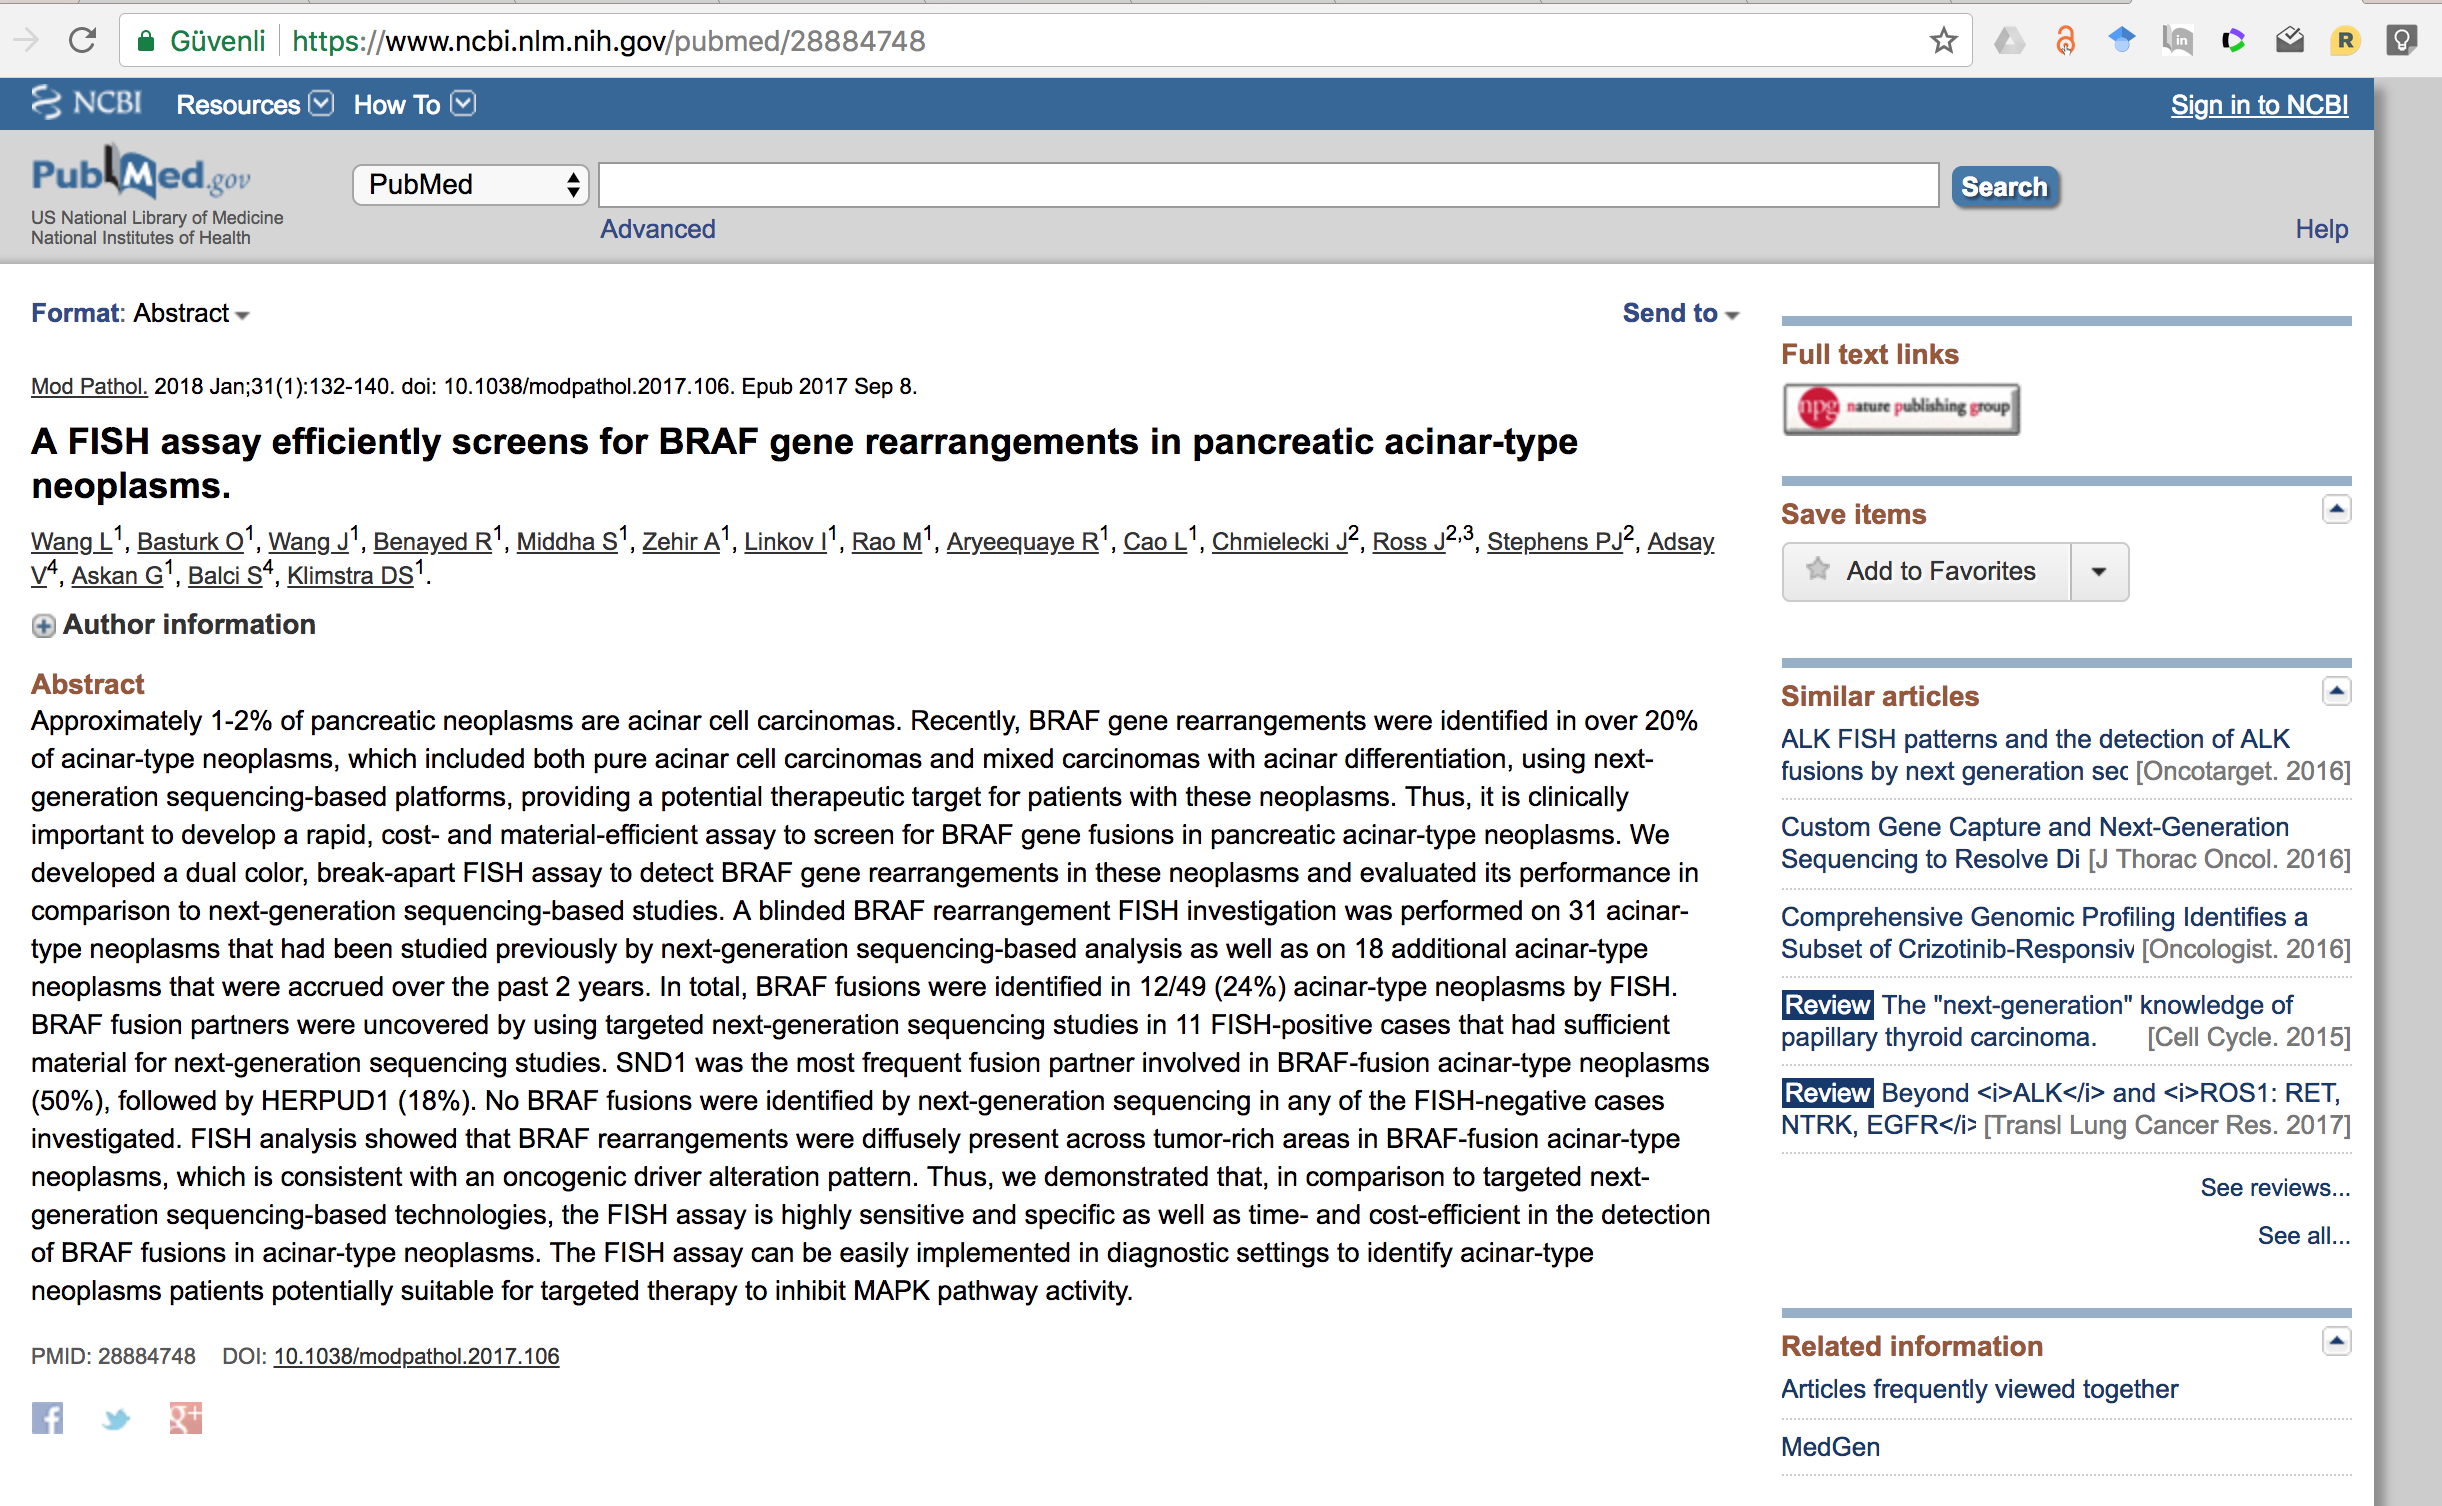 Güvenli https://www.ncbi.nlm.nih.gov/pubmed/28884748
in
R
NCBI Resources How To Sign in to NCBI
PubMed.gov
US National Library of Medicine
National Institutes of Health
PubMed
Search
Advanced
Help
Format: Abstract
Send to
Mod Pathol. 2018 Jan;31(1):132-140. doi: 10.1038/modpathol.2017.106. Epub 2017 Sep 8.
A FISH assay efficiently screens for BRAF gene rearrangements in pancreatic acinar-type
neoplasms.
Wang L1, Basturk O1, Wang J1, Benayed R1, Middha S1, Zehir A1, Linkov I1, Rao M1, Aryeequaye R1, Cao L1, Chmielecki J2, Ross J2,3, Stephens PJ2, Adsay
V4, Askan G1, Balci S4, Klimstra DS1.
Author information
Abstract
Approximately 1-2% of pancreatic neoplasms are acinar cell carcinomas. Recently, BRAF gene rearrangements were identified in over 20%
of acinar-type neoplasms, which included both pure acinar cell carcinomas and mixed carcinomas with acinar differentiation, using next-
generation sequencing-based platforms, providing a potential therapeutic target for patients with these neoplasms. Thus, it is clinically
important to develop a rapid, cost- and material-efficient assay to screen for BRAF gene fusions in pancreatic acinar-type neoplasms. We
developed a dual color, break-apart FISH assay to detect BRAF gene rearrangements in these neoplasms and evaluated its performance in
comparison to next-generation sequencing-based studies. A blinded BRAF rearrangement FISH investigation was performed on 31 acinar-
type neoplasms that had been studied previously by next-generation sequencing-based analysis as well as on 18 additional acinar-type
neoplasms that were accrued over the past 2 years. In total, BRAF fusions were identified in 12/49 (24%) acinar-type neoplasms by FISH.
BRAF fusion partners were uncovered by using targeted next-generation sequencing studies in 11 FISH-positive cases that had sufficient
material for next-generation sequencing studies. SND1 was the most frequent fusion partner involved in BRAF-fusion acinar-type neoplasms
(50%), followed by HERPUD1 (18%). No BRAF fusions were identified by next-generation sequencing in any of the FISH-negative cases
investigated. FISH analysis showed that BRAF rearrangements were diffusely present across tumor-rich areas in BRAF-fusion acinar-type
neoplasms, which is consistent with an oncogenic driver alteration pattern. Thus, we demonstrated that, in comparison to targeted next-
generation sequencing-based technologies, the FISH assay is highly sensitive and specific as well as time- and cost-efficient in the detection
of BRAF fusions in acinar-type neoplasms. The FISH assay can be easily implemented in diagnostic settings to identify acinar-type
neoplasms patients potentially suitable for targeted therapy to inhibit MAPK pathway activity.
PMID: 28884748 DOI: 10.1038/modpathol.2017.106
f
g+
Full text links
npg nature publishing group
Save items
Add to Favorites
Similar articles
ALK FISH patterns and the detection of ALK
fusions by next generation sec [Oncotarget. 2016]
Custom Gene Capture and Next-Generation
Sequencing to Resolve Di [J Thorac Oncol. 2016]
Comprehensive Genomic Profiling Identifies a
Subset of Crizotinib-Responsiv [Oncologist. 2016]
Review The "next-generation" knowledge of
papillary thyroid carcinoma. [Cell Cycle. 2015]
Review Beyond <i>ALK</i> and <i>ROS1: RET,
NTRK, EGFR</i> [Transl Lung Cancer Res. 2017]
See reviews...
See all...
Related information
Articles frequently viewed together
MedGen